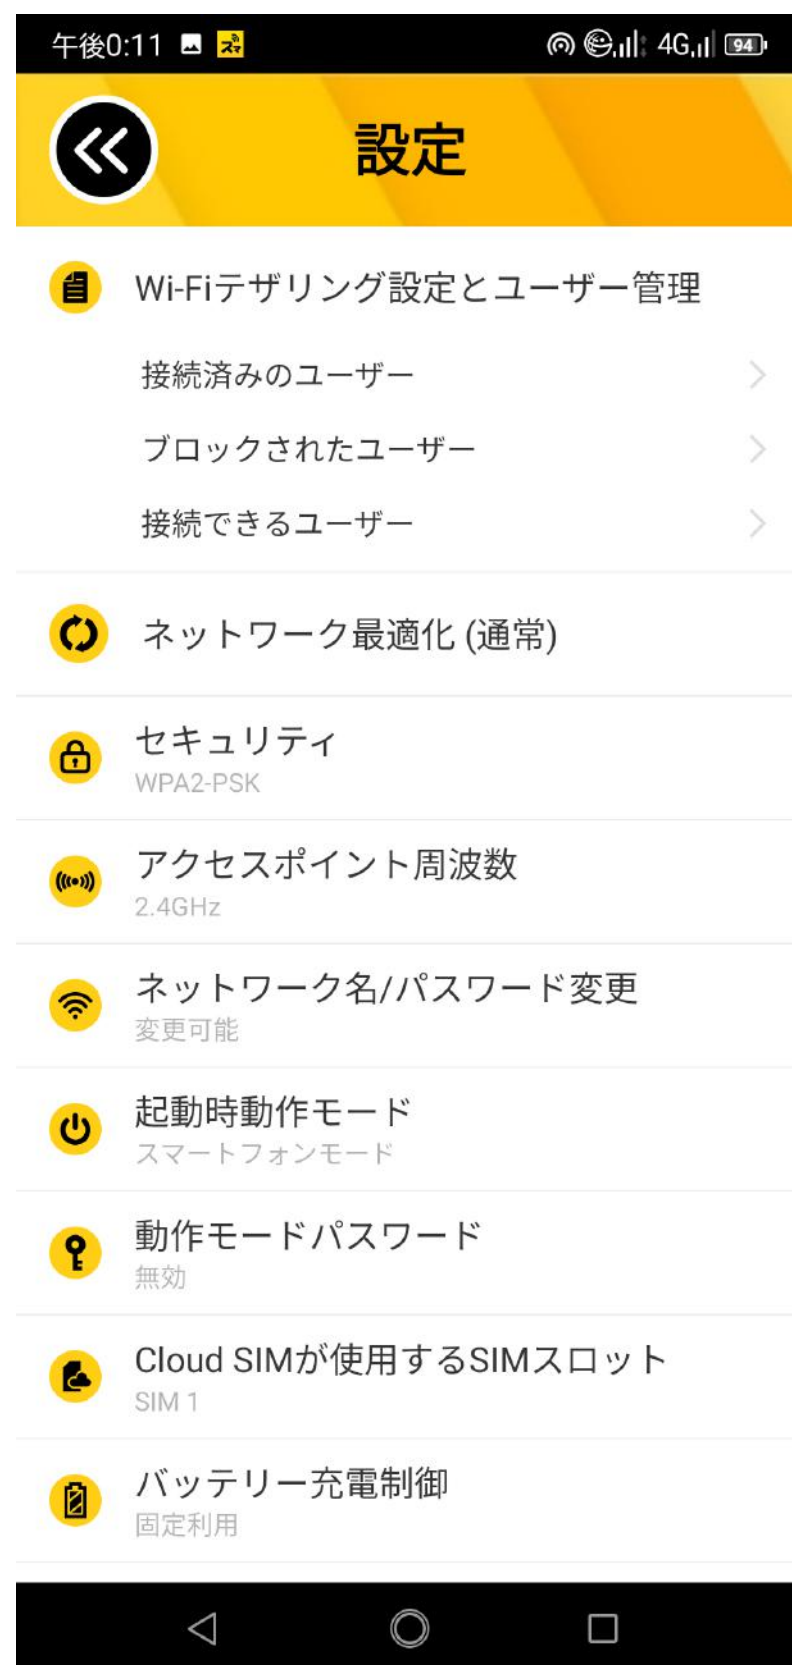 午後0:11 スマ 4G 94
設定
Wi-Fiテザリング設定とユーザー管理
接続済みのユーザー
ブロックされたユーザー
接続できるユーザー
ネットワーク最適化 (通常)
セキュリティ
WPA2-PSK
アクセスポイント周波数
2.4GHz
ネットワーク名/パスワード変更
変更可能
起動時動作モード
スマートフォンモード
動作モードパスワード
無効
Cloud SIMが使用するSIMスロット
SIM 1
バッテリー充電制御
固定利用